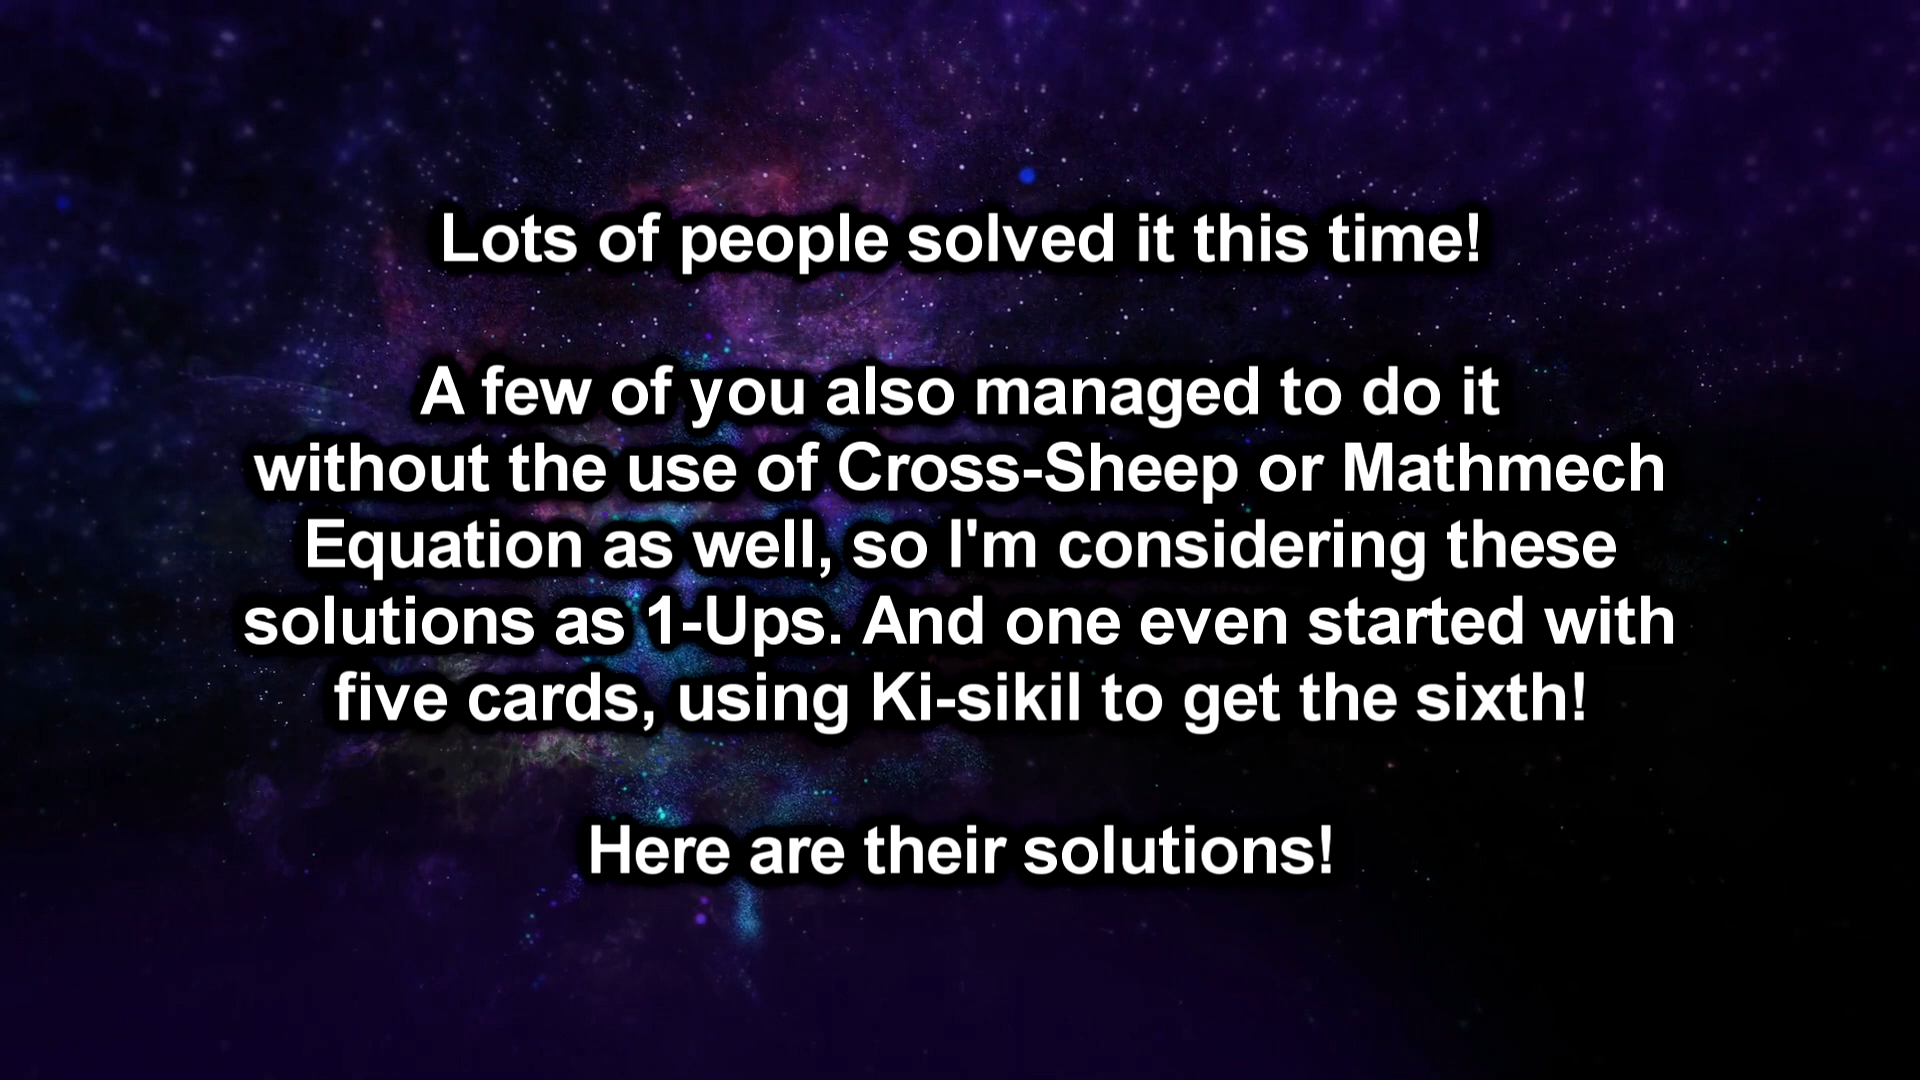 Lots of people solved it this time!
A few of you also managed to do it
without the use of Cross-Sheep or Mathmech
Equation as well, so I'm considering these
solutions as 1-Ups. And one even started with
five cards, using Ki-sikil to get the sixth!
Here are their solutions!